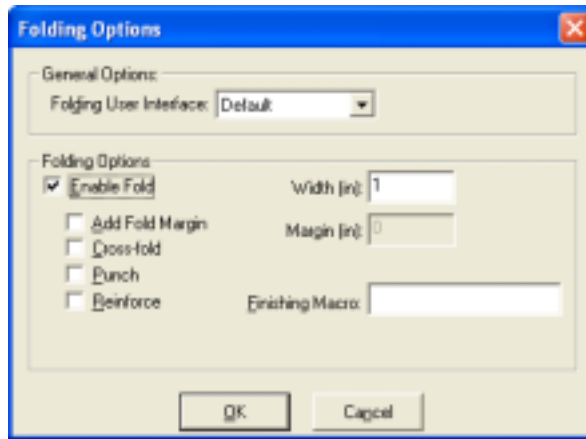 Folding Options
General Options:
Folding User Interface: Default
Folding Options
Enable Fold
Width (in): 1
Add Fold Margin
Margin (in): 0
Cross-fold
Punch
Reinforce
Finishing Macro:
OK
Cancel